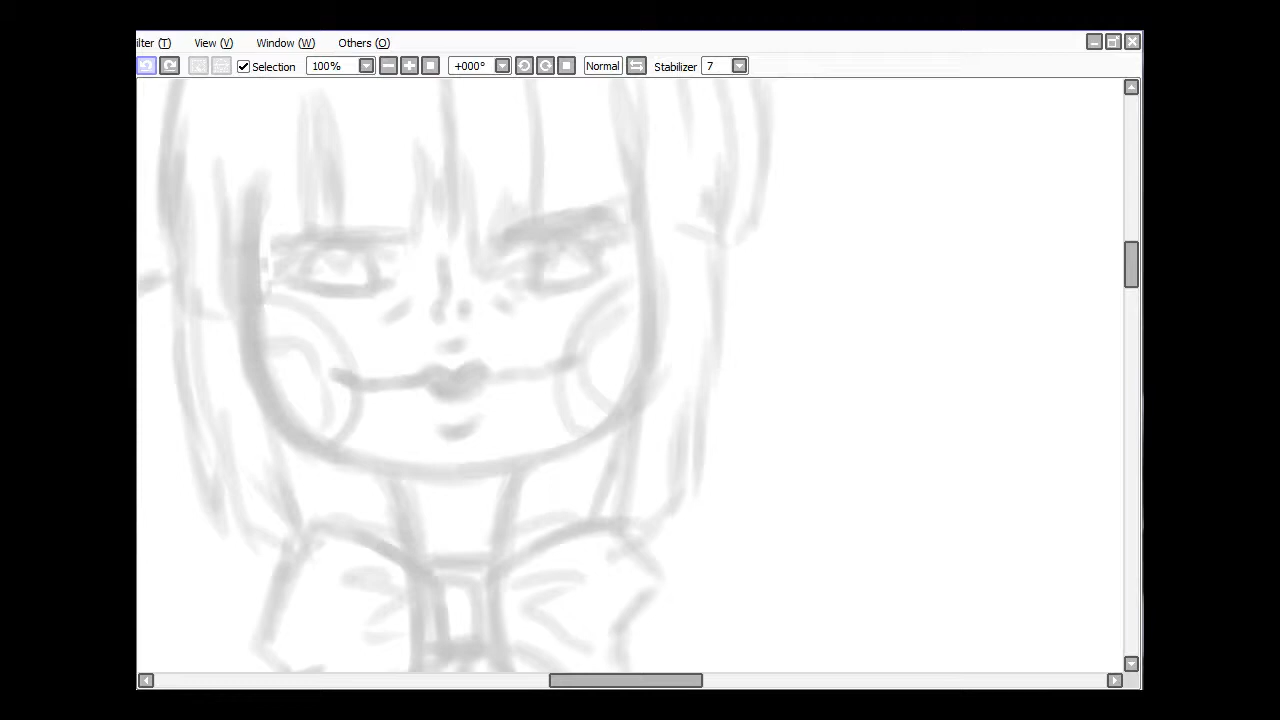 ilter (T) View (V) Window (W) Others (O)
Selection 100% +000° Normal Stabilizer 7